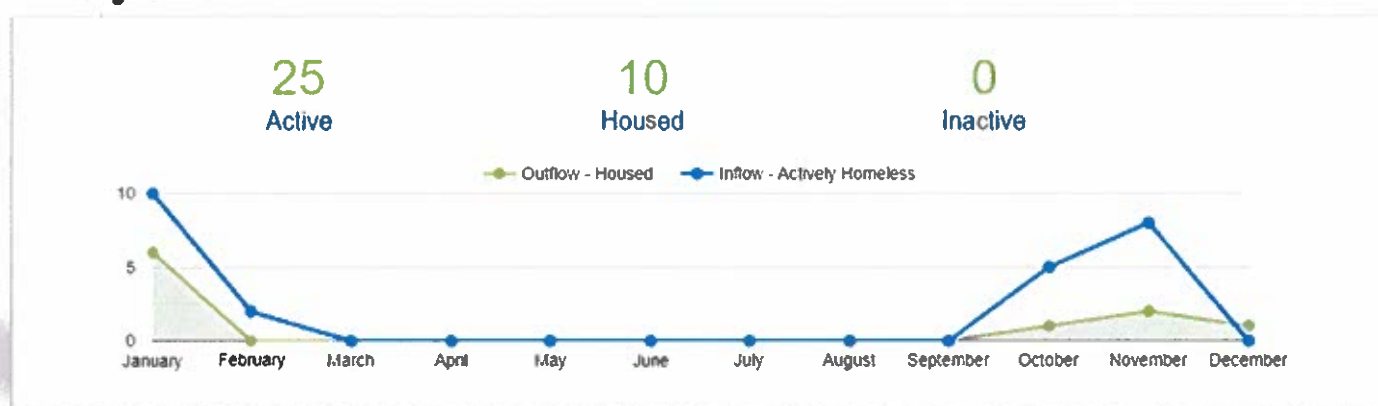 25 10 0
Active Housed Inactive
Outflow - Housed Inflow - Actively Homeless
10
5
0
January February March April May June July August September October November December